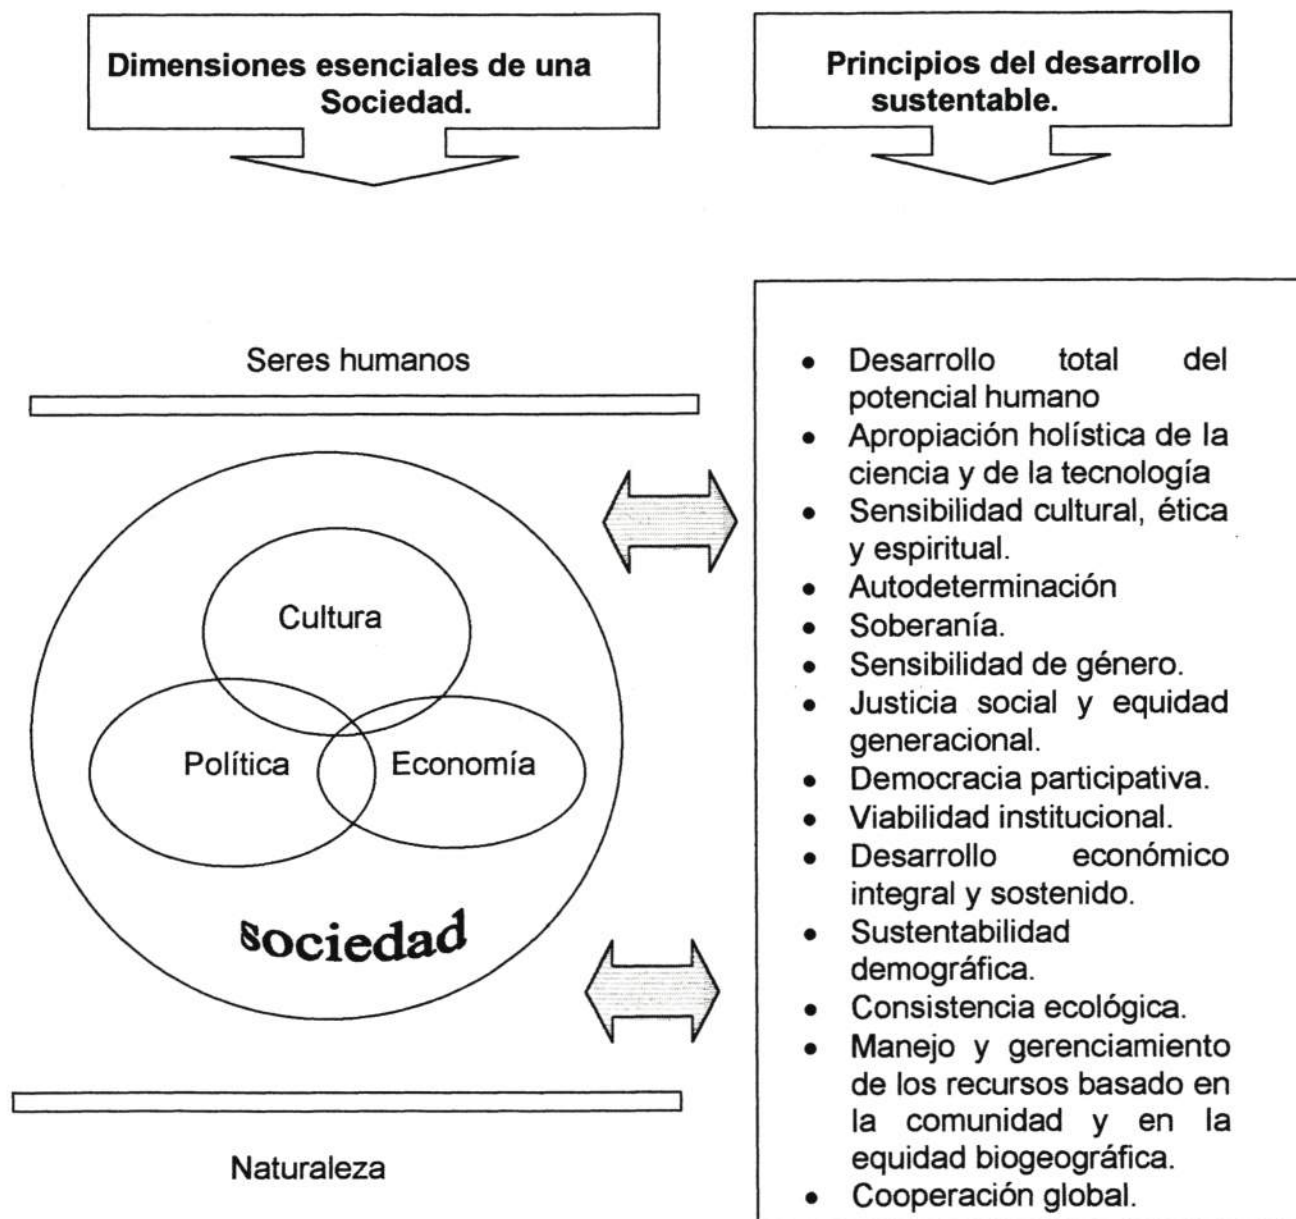 Dimensiones esenciales de una
Sociedad.
Principios del desarrollo
sustentable.
Seres humanos
Cultura
Política
Economía
sociedad
Naturaleza
• Desarrollo total del
potencial humano
• Apropiación holística de la
ciencia y de la tecnología
• Sensibilidad cultural, ética
y espiritual.
• Autodeterminación
• Soberanía.
• Sensibilidad de género.
• Justicia social y equidad
generacional.
• Democracia participativa.
• Viabilidad institucional.
• Desarrollo económico
integral y sostenido.
• Sustentabilidad
demográfica.
• Consistencia ecológica.
• Manejo y gerenciamiento
de los recursos basado en
la comunidad y en la
equidad biogeográfica.
• Cooperación global.